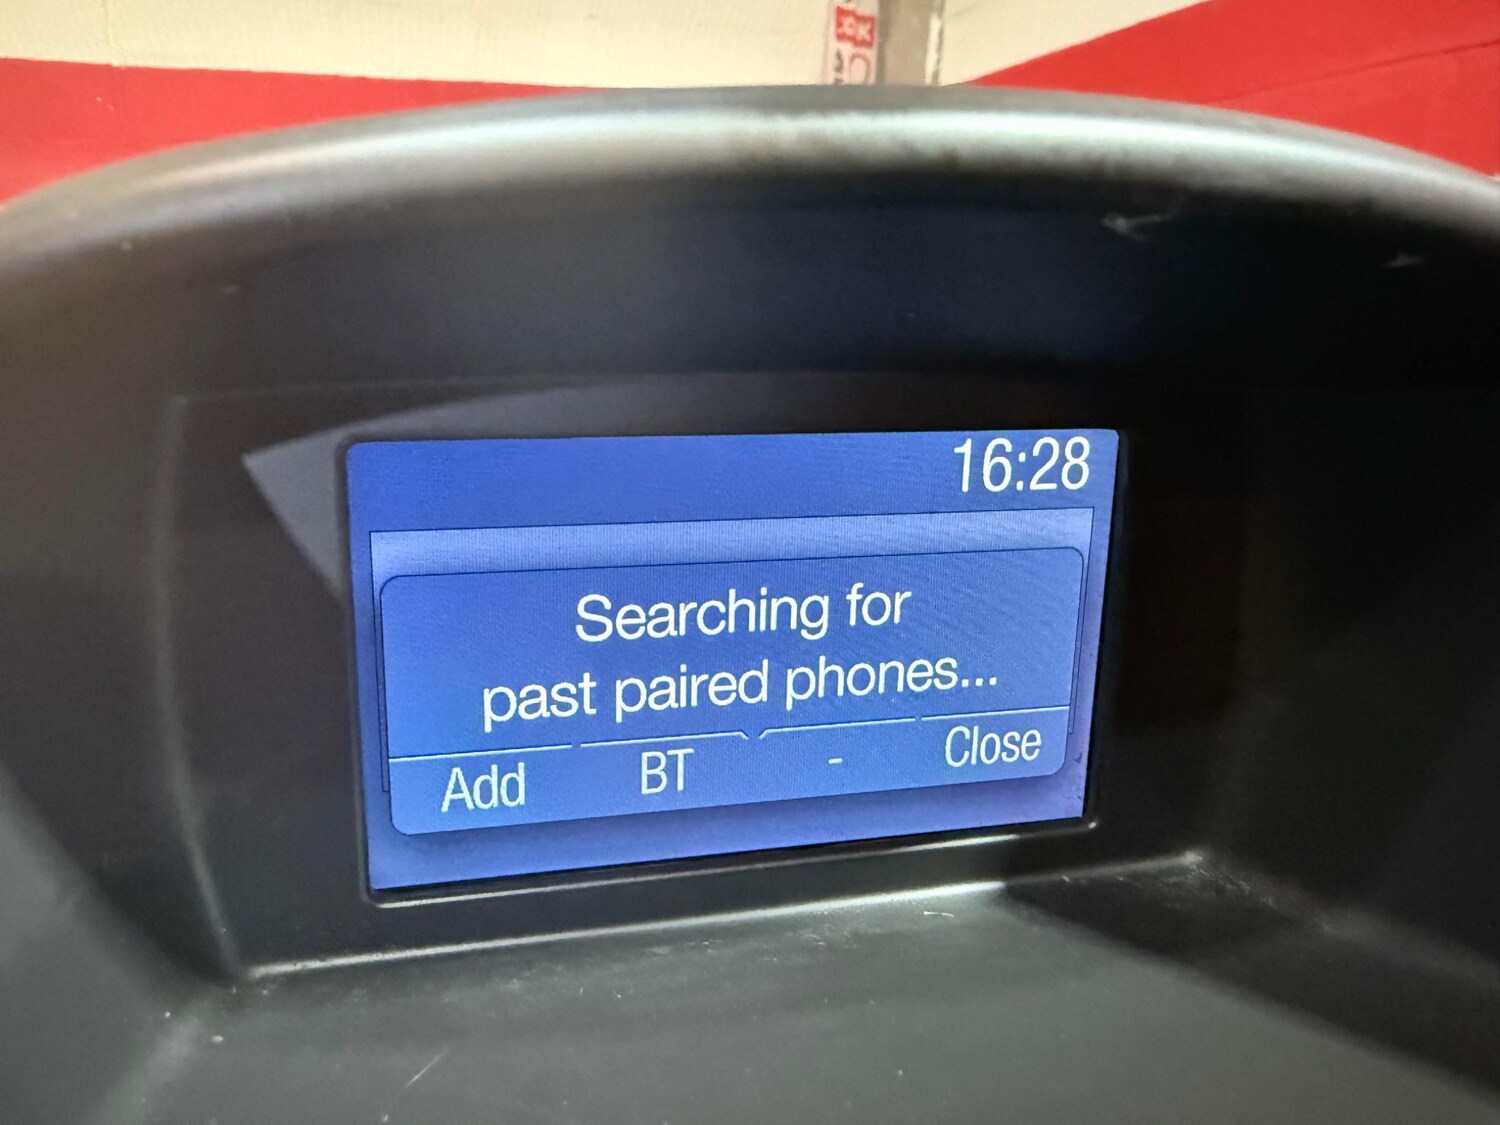 16:28
Searching for
past paired phones...
Add BT - Close